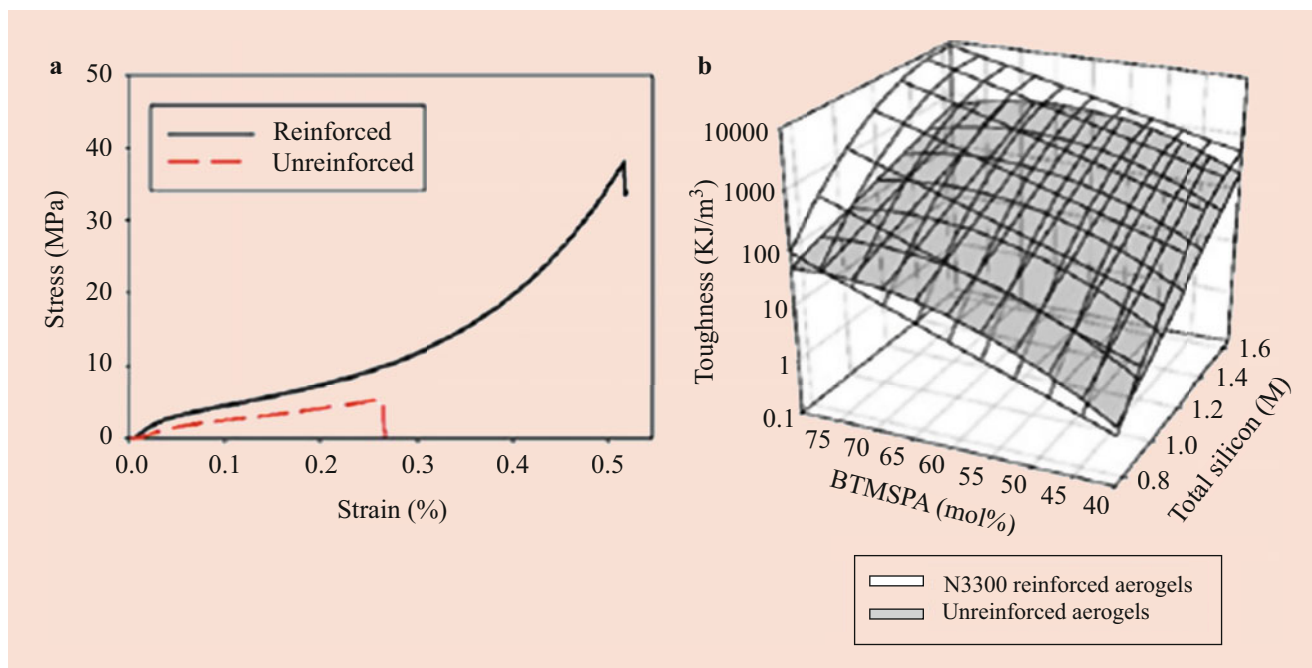 a
50
40
30
20
10
0
Stress (MPa)
Reinforced
Unreinforced
0.0 0.1 0.2 0.3 0.4 0.5
Strain (%)
b
10000
1000
100
10
1
0.1
Toughness (KJ/m³)
75 70 65 60 55 50 45 40
BTMSPA (mol%)
0.8 1.0 1.2 1.4 1.6
Total silicon (M)
N3300 reinforced aerogels
Unreinforced aerogels